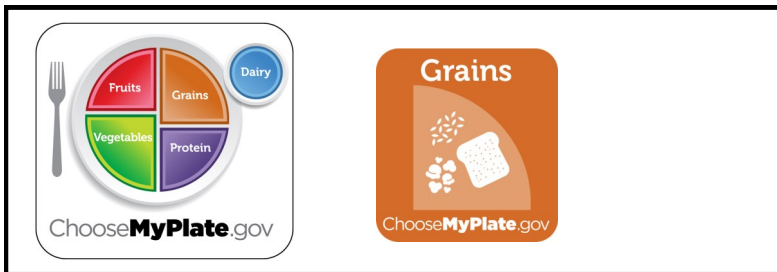 Fruits
Grains
Dairy
Vegetables
Protein
ChooseMyPlate.gov
Grains
ChooseMyPlate.gov